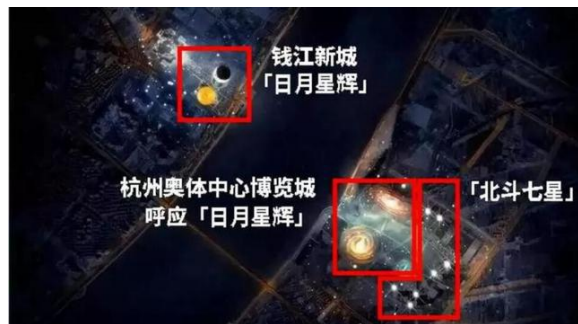 钱江新城
「日月星辉」
杭州奥体中心博览城
呼应「日月星辉」
「北斗七星」